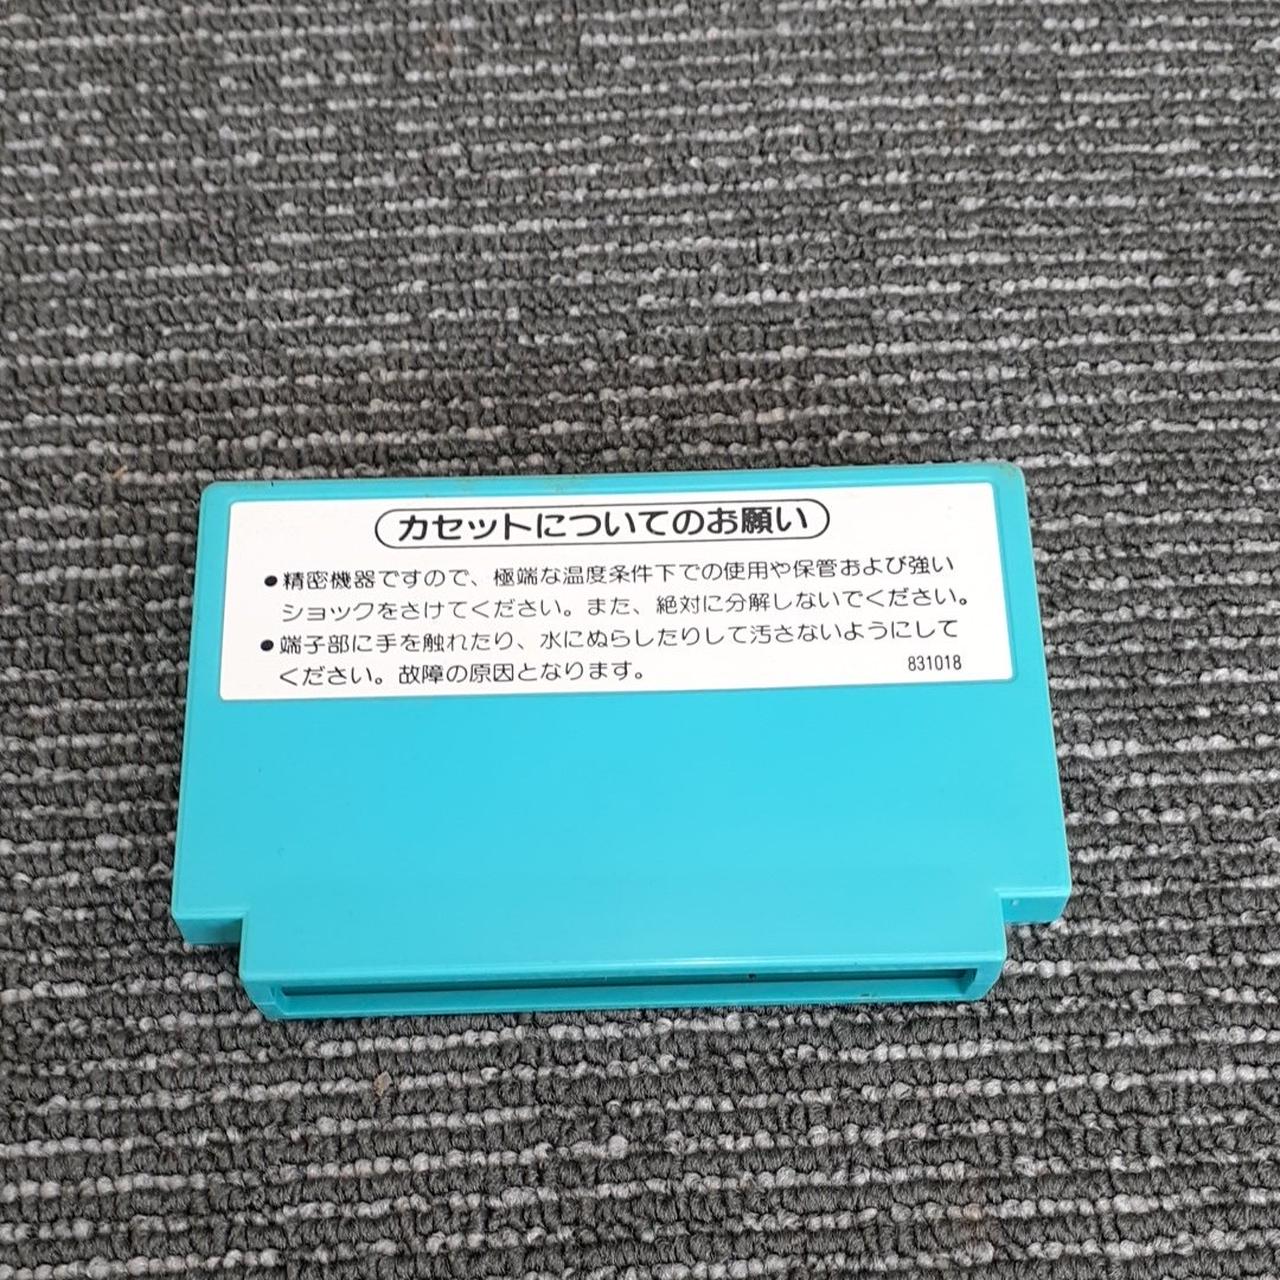 カセットについてのお願い
●精密機器ですので、極端な温度条件下での使用や保管および強い
ショックをさけてください。また、絶対に分解しないでください。
●端子部に手を触れたり、水にぬらしたりして汚さないようにして
ください。故障の原因となります。
831018